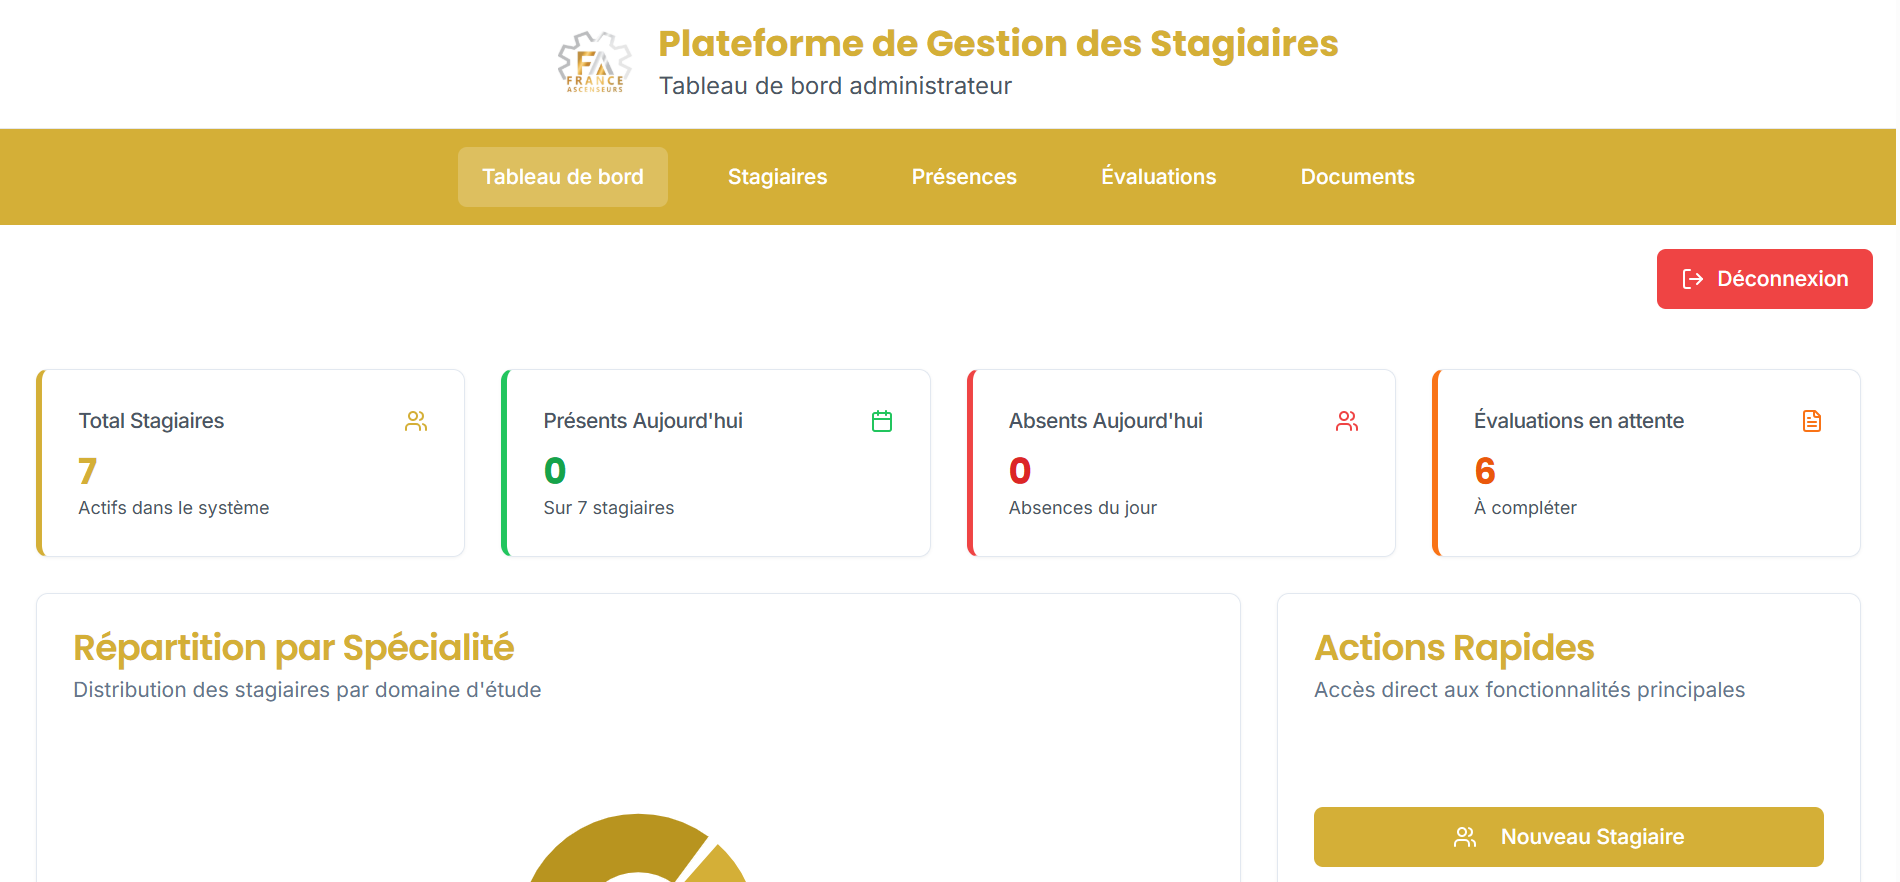 FA
FRANCE
ASCENSEURS
Plateforme de Gestion des Stagiaires
Tableau de bord administrateur
Tableau de bord
Stagiaires
Présences
Évaluations
Documents
Déconnexion
Total Stagiaires
7
Actifs dans le système
Présents Aujourd'hui
0
Sur 7 stagiaires
Absents Aujourd'hui
0
Absences du jour
Évaluations en attente
6
À compléter
Répartition par Spécialité
Distribution des stagiaires par domaine d'étude
Actions Rapides
Accès direct aux fonctionnalités principales
Nouveau Stagiaire